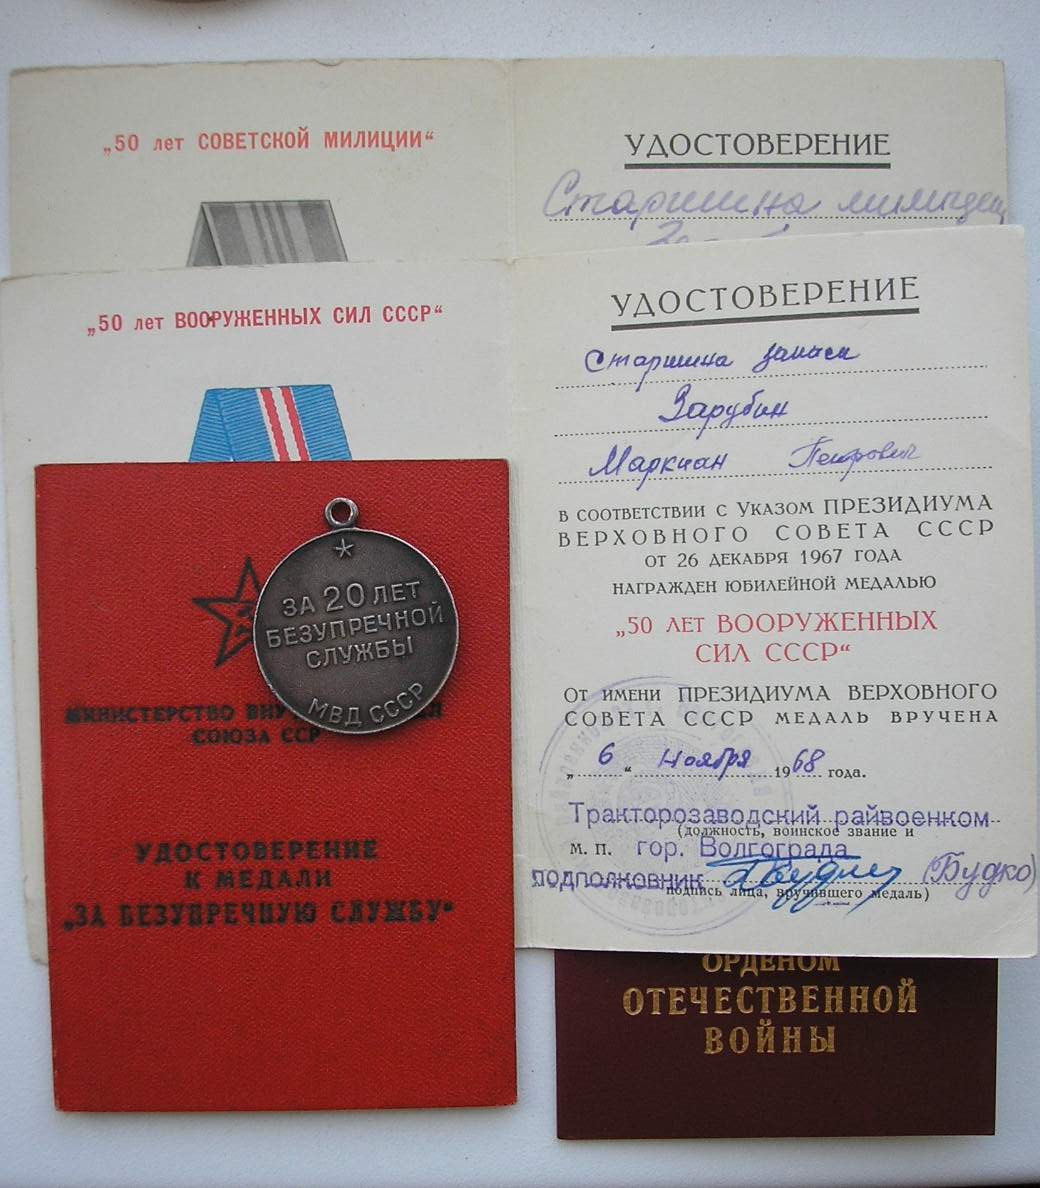 „50 лет СОВЕТСКОЙ МИЛИЦИИ“
УДОСТОВЕРЕНИЕ
Старшина милиции
„50 лет ВООРУЖЕННЫХ СИЛ СССР“
УДОСТОВЕРЕНИЕ
Старшина запаса
Зарубин
Маркиан Петрович
В СООТВЕТСТВИИ С УКАЗОМ ПРЕЗИДИУМА
ВЕРХОВНОГО СОВЕТА СССР
ОТ 26 ДЕКАБРЯ 1967 ГОДА
НАГРАЖДЕН ЮБИЛЕЙНОЙ МЕДАЛЬЮ
„50 ЛЕТ ВООРУЖЕННЫХ
СИЛ СССР“
ОТ ИМЕНИ ПРЕЗИДИУМА ВЕРХОВНОГО
СОВЕТА СССР МЕДАЛЬ ВРУЧЕНА
„6“ ноября 1968 года.
Тракторозаводский райвоенком
(должность, воинское звание и
М. П. гор. Волгограда
подполковник (Будко)
подпись лица, вручившего медаль)
ЗА 20 ЛЕТ
БЕЗУПРЕЧНОЙ
СЛУЖБЫ
МВД СССР
МИНИСТЕРСТВО
СОЮЗА ССР
УДОСТОВЕРЕНИЕ
К МЕДАЛИ
„ЗА БЕЗУПРЕЧНУЮ СЛУЖБУ“
ОРДЕНОМ
ОТЕЧЕСТВЕННОЙ
ВОЙНЫ